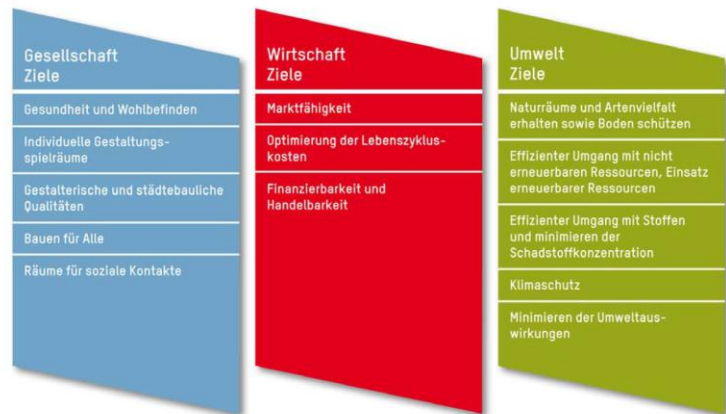 Gesellschaft
Ziele
Gesundheit und Wohlbefinden
Individuelle Gestaltungs-
spielräume
Gestalterische und städtebauliche
Qualitäten
Bauen für Alle
Räume für soziale Kontakte
Wirtschaft
Ziele
Marktfähigkeit
Optimierung der Lebenszyklus-
kosten
Finanzierbarkeit und
Handelbarkeit
Umwelt
Ziele
Naturräume und Artenvielfalt
erhalten sowie Boden schützen
Effizienter Umgang mit nicht
erneuerbaren Ressourcen, Einsatz
erneuerbarer Ressourcen
Effizienter Umgang mit Stoffen
und minimieren der
Schadstoffkonzentration
Klimaschutz
Minimieren der Umweltaus-
wirkungen